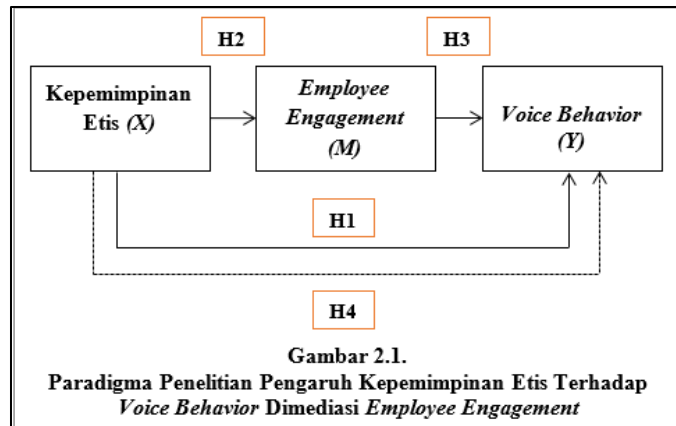 H2
H3
Kepemimpinan
Etis (X)
Employee
Engagement
(M)
Voice Behavior
(Y)
H1
H4
Gambar 2.1.
Paradigma Penelitian Pengaruh Kepemimpinan Etis Terhadap
Voice Behavior Dimediasi Employee Engagement